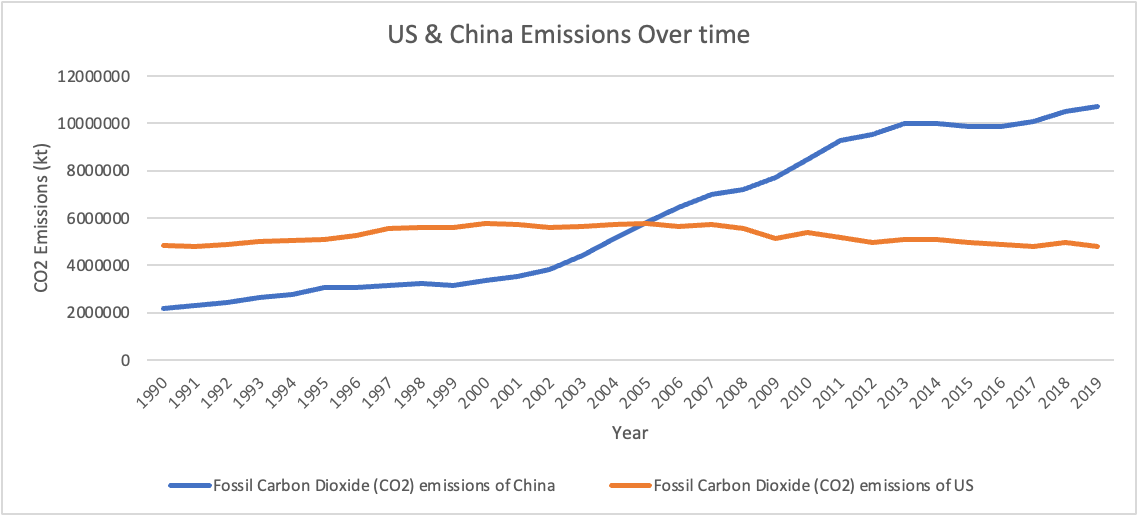 US & China Emissions Over time
12000000
10000000
8000000
6000000
4000000
2000000
0
CO2 Emissions (kt)
1990 1991 1992 1993 1994 1995 1996 1997 1998 1999 2000 2001 2002 2003 2004 2005 2006 2007 2008 2009 2010 2011 2012 2013 2014 2015 2016 2017 2018 2019
Year
Fossil Carbon Dioxide (CO2) emissions of China Fossil Carbon Dioxide (CO2) emissions of US